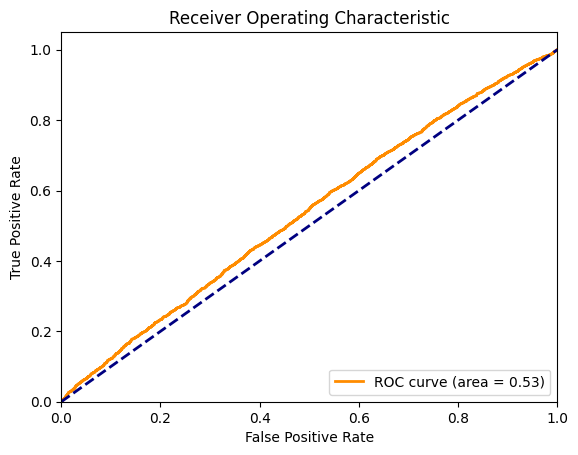 Receiver Operating Characteristic
1.0
0.8
0.6
0.4
0.2
0.0
True Positive Rate
ROC curve (area = 0.53)
0.0 0.2 0.4 0.6 0.8 1.0
False Positive Rate